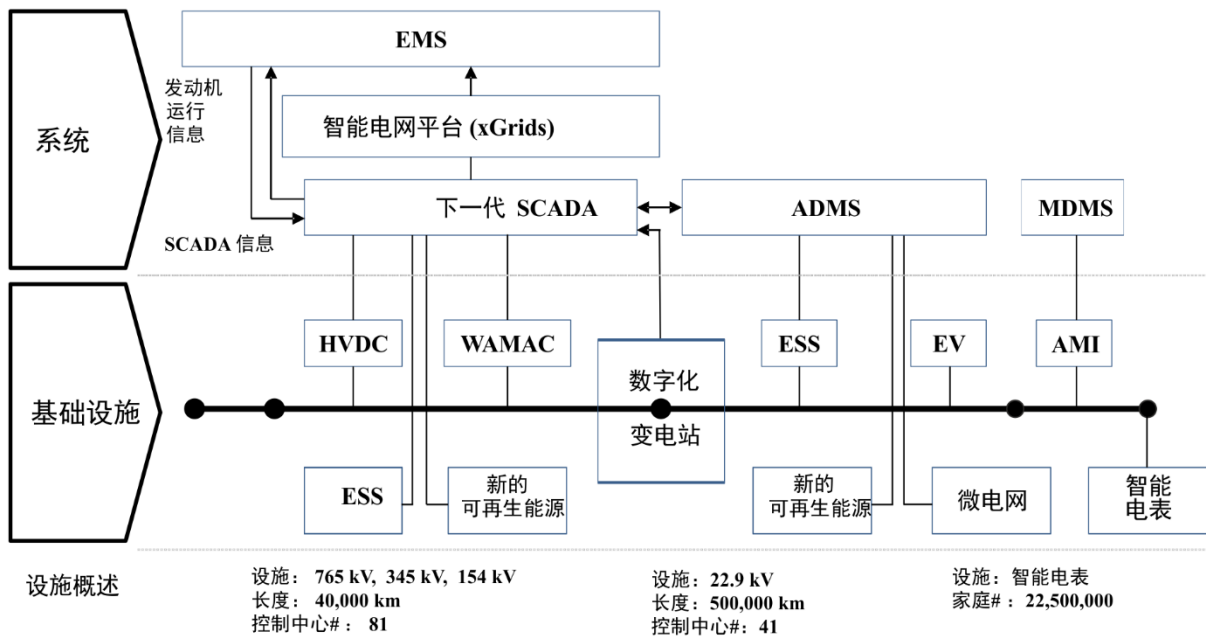 EMS
发动机
运行
信息
智能电网平台 (xGrids)
系统
下一代 SCADA
ADMS
MDMS
SCADA 信息
HVDC
WAMAC
ESS
EV
AMI
数字化
变电站
基础设施
ESS
新的
可再生能源
新的
可再生能源
微电网
智能
电表
设施概述
设施： 765 kV, 345 kV, 154 kV
长度： 40,000 km
控制中心#： 81
设施：22.9 kV
长度：500,000 km
控制中心#：41
设施：智能电表
家庭#：22,500,000